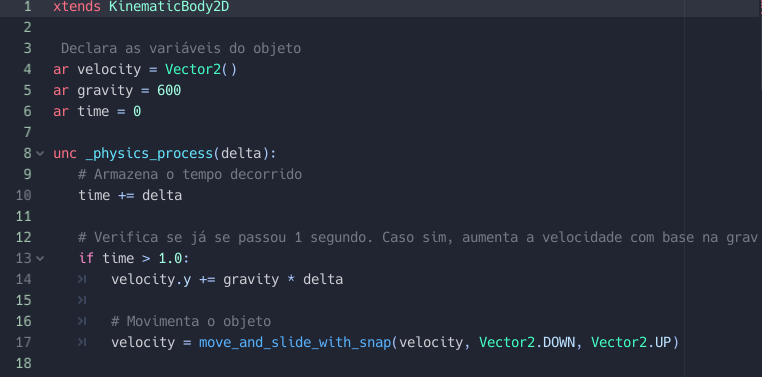 1 xtends KinematicBody2D
2
3 Declara as variáveis do objeto
4 ar velocity = Vector2()
5 ar gravity = 600
6 ar time = 0
7
8 unc _physics_process(delta):
9 # Armazena o tempo decorrido
10 time += delta
11
12 # Verifica se já se passou 1 segundo. Caso sim, aumenta a velocidade com base na grav
13 if time > 1.0:
14 velocity.y += gravity * delta
15
16 # Movimenta o objeto
17 velocity = move_and_slide_with_snap(velocity, Vector2.DOWN, Vector2.UP)
18